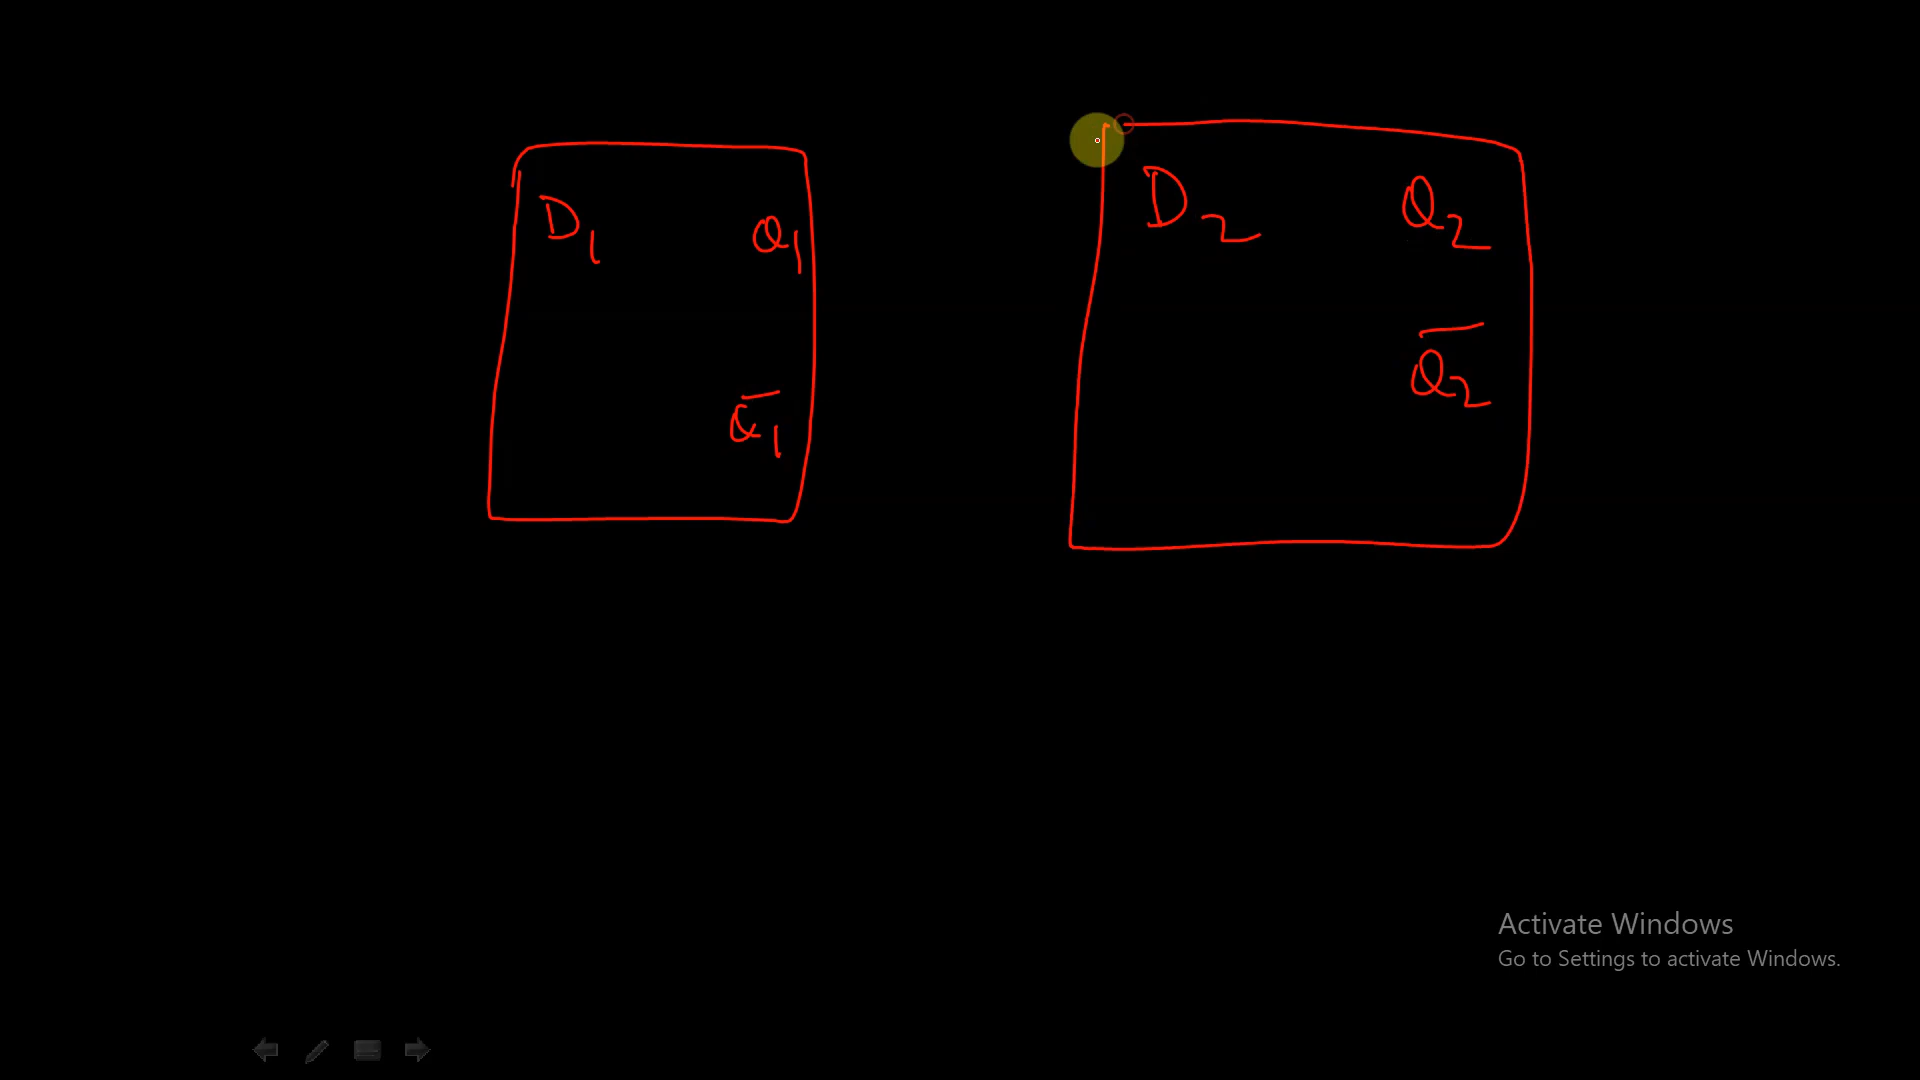 D₁ Q₁
Q̅₁
D₂ Q₂
Q̅₂
Activate Windows
Go to Settings to activate Windows.